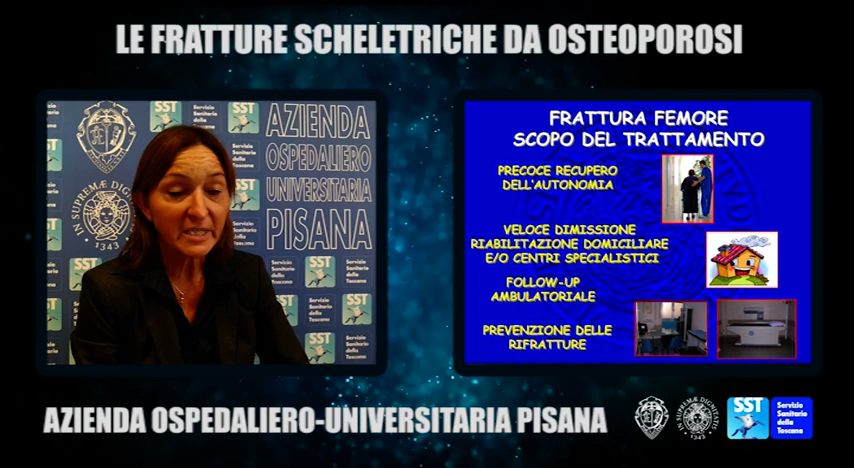 LE FRATTURE SCHELETRICHE DA OSTEOPOROSI
SST
Servizio
Sanitario
della
Toscana
AZIENDA
OSPEDALIERO
UNIVERSITARIA
PISANA
IN SUPREMÆ DIGNITATIS
1343
FRATTURA FEMORE
SCOPO DEL TRATTAMENTO
PRECOCE RECUPERO
DELL'AUTONOMIA
VELOCE DIMISSIONE
RIABILITAZIONE DOMICILIARE
E/O CENTRI SPECIALISTICI
FOLLOW-UP
AMBULATORIALE
PREVENZIONE DELLE
RIFRATTURE
AZIENDA OSPEDALIERO-UNIVERSITARIA PISANA
IN SUPREMÆ DIGNITATIS
1343
SST
Servizio
Sanitario
della
Toscana